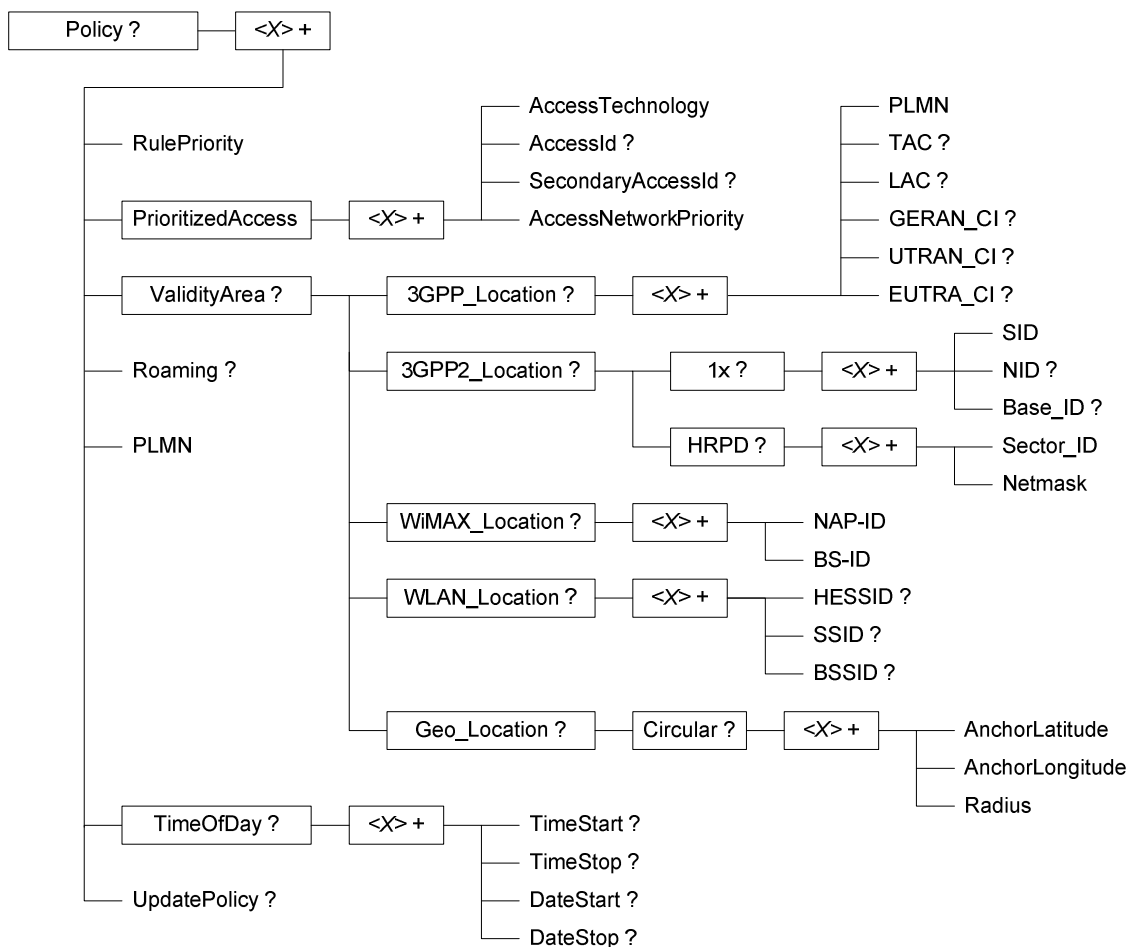 Policy ?
<X> +
RulePriority
PrioritizedAccess
<X> +
AccessTechnology
AccessId ?
SecondaryAccessId ?
AccessNetworkPriority
ValidityArea ?
3GPP_Location ?
<X> +
PLMN
TAC ?
LAC ?
GERAN_CI ?
UTRAN_CI ?
EUTRA_CI ?
3GPP2_Location ?
1x ?
<X> +
SID
NID ?
Base_ID ?
HRPD ?
<X> +
Sector_ID
Netmask
WiMAX_Location ?
<X> +
NAP-ID
BS-ID
WLAN_Location ?
<X> +
HESSID ?
SSID ?
BSSID ?
Geo_Location ?
Circular ?
<X> +
AnchorLatitude
AnchorLongitude
Radius
Roaming ?
PLMN
TimeOfDay ?
<X> +
TimeStart ?
TimeStop ?
DateStart ?
DateStop ?
UpdatePolicy ?